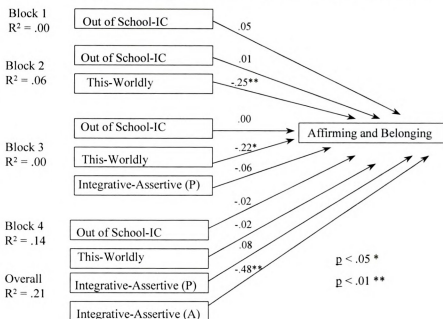 Block 1
R² = .00
Out of School-IC
.05
Block 2
R² = .06
Out of School-IC
.01
This-Worldly
-.25**
Block 3
R² = .00
Out of School-IC
.00
Affirming and Belonging
This-Worldly
-.22*
Integrative-Assertive (P)
-.06
Block 4
R² = .14
Out of School-IC
-.02
This-Worldly
-.02
Overall
R² = .21
Integrative-Assertive (P)
.08
Integrative-Assertive (A)
-.48**
p < .05 *
p < .01 **